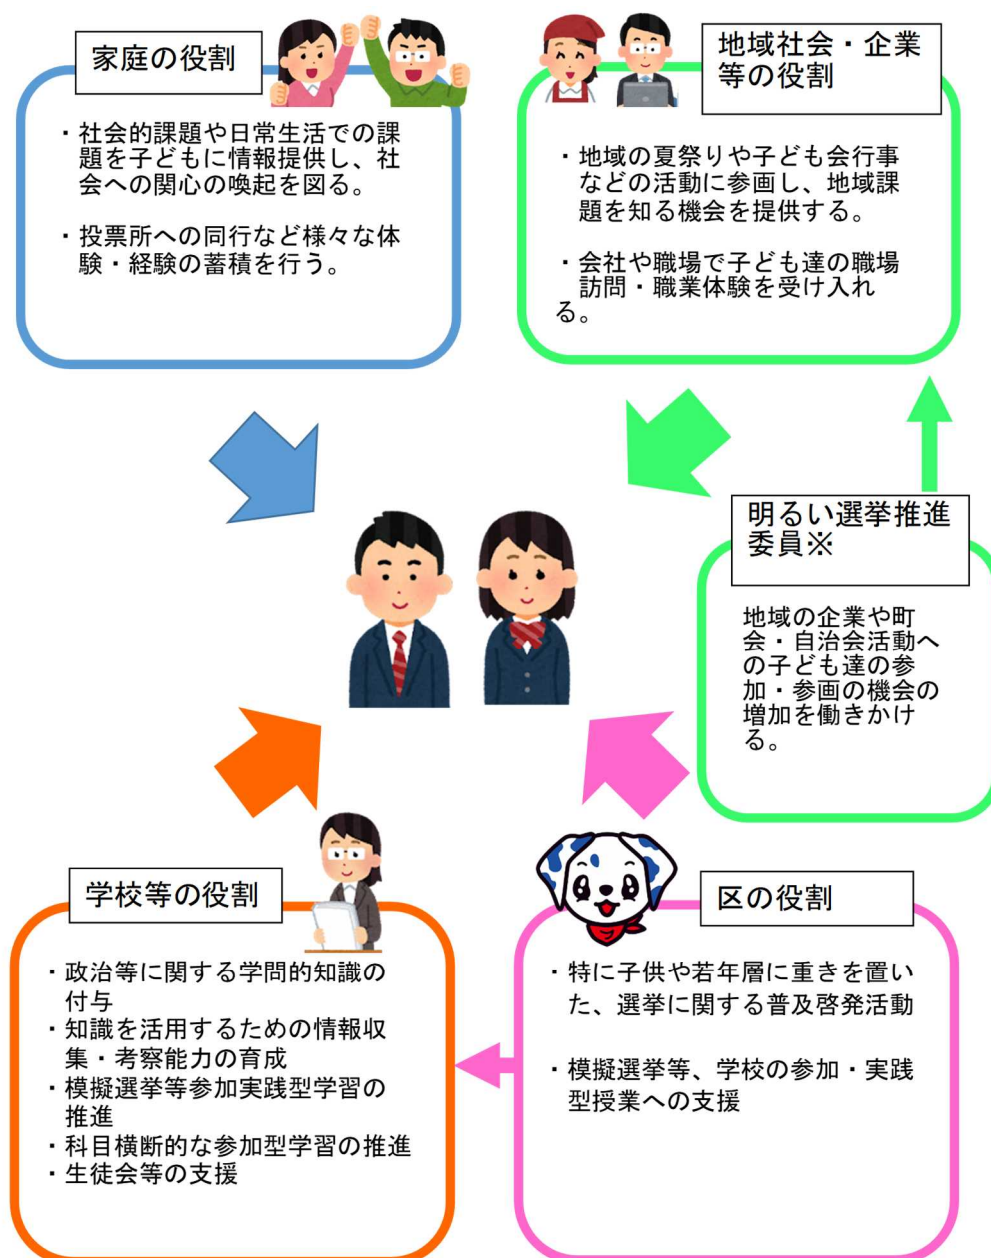 家庭の役割
・社会的課題や日常生活での課
題を子どもに情報提供し、社
会への関心の喚起を図る。
・投票所への同行など様々な体
験・経験の蓄積を行う。
地域社会・企業
等の役割
・地域の夏祭りや子ども会行事
などの活動に参画し、地域課
題を知る機会を提供する。
・会社や職場で子ども達の職場
訪問・職業体験を受け入れ
る。
明るい選挙推進
委員※
地域の企業や町
会・自治会活動へ
の子ども達の参
加・参画の機会の
増加を働きかけ
る。
学校等の役割
・政治等に関する学問的知識の
付与
・知識を活用するための情報収
集・考察能力の育成
・模擬選挙等参加実践型学習の
推進
・科目横断的な参加型学習の推進
・生徒会等の支援
区の役割
・特に子供や若年層に重きを置い
た、選挙に関する普及啓発活動
・模擬選挙等、学校の参加・実践
型授業への支援